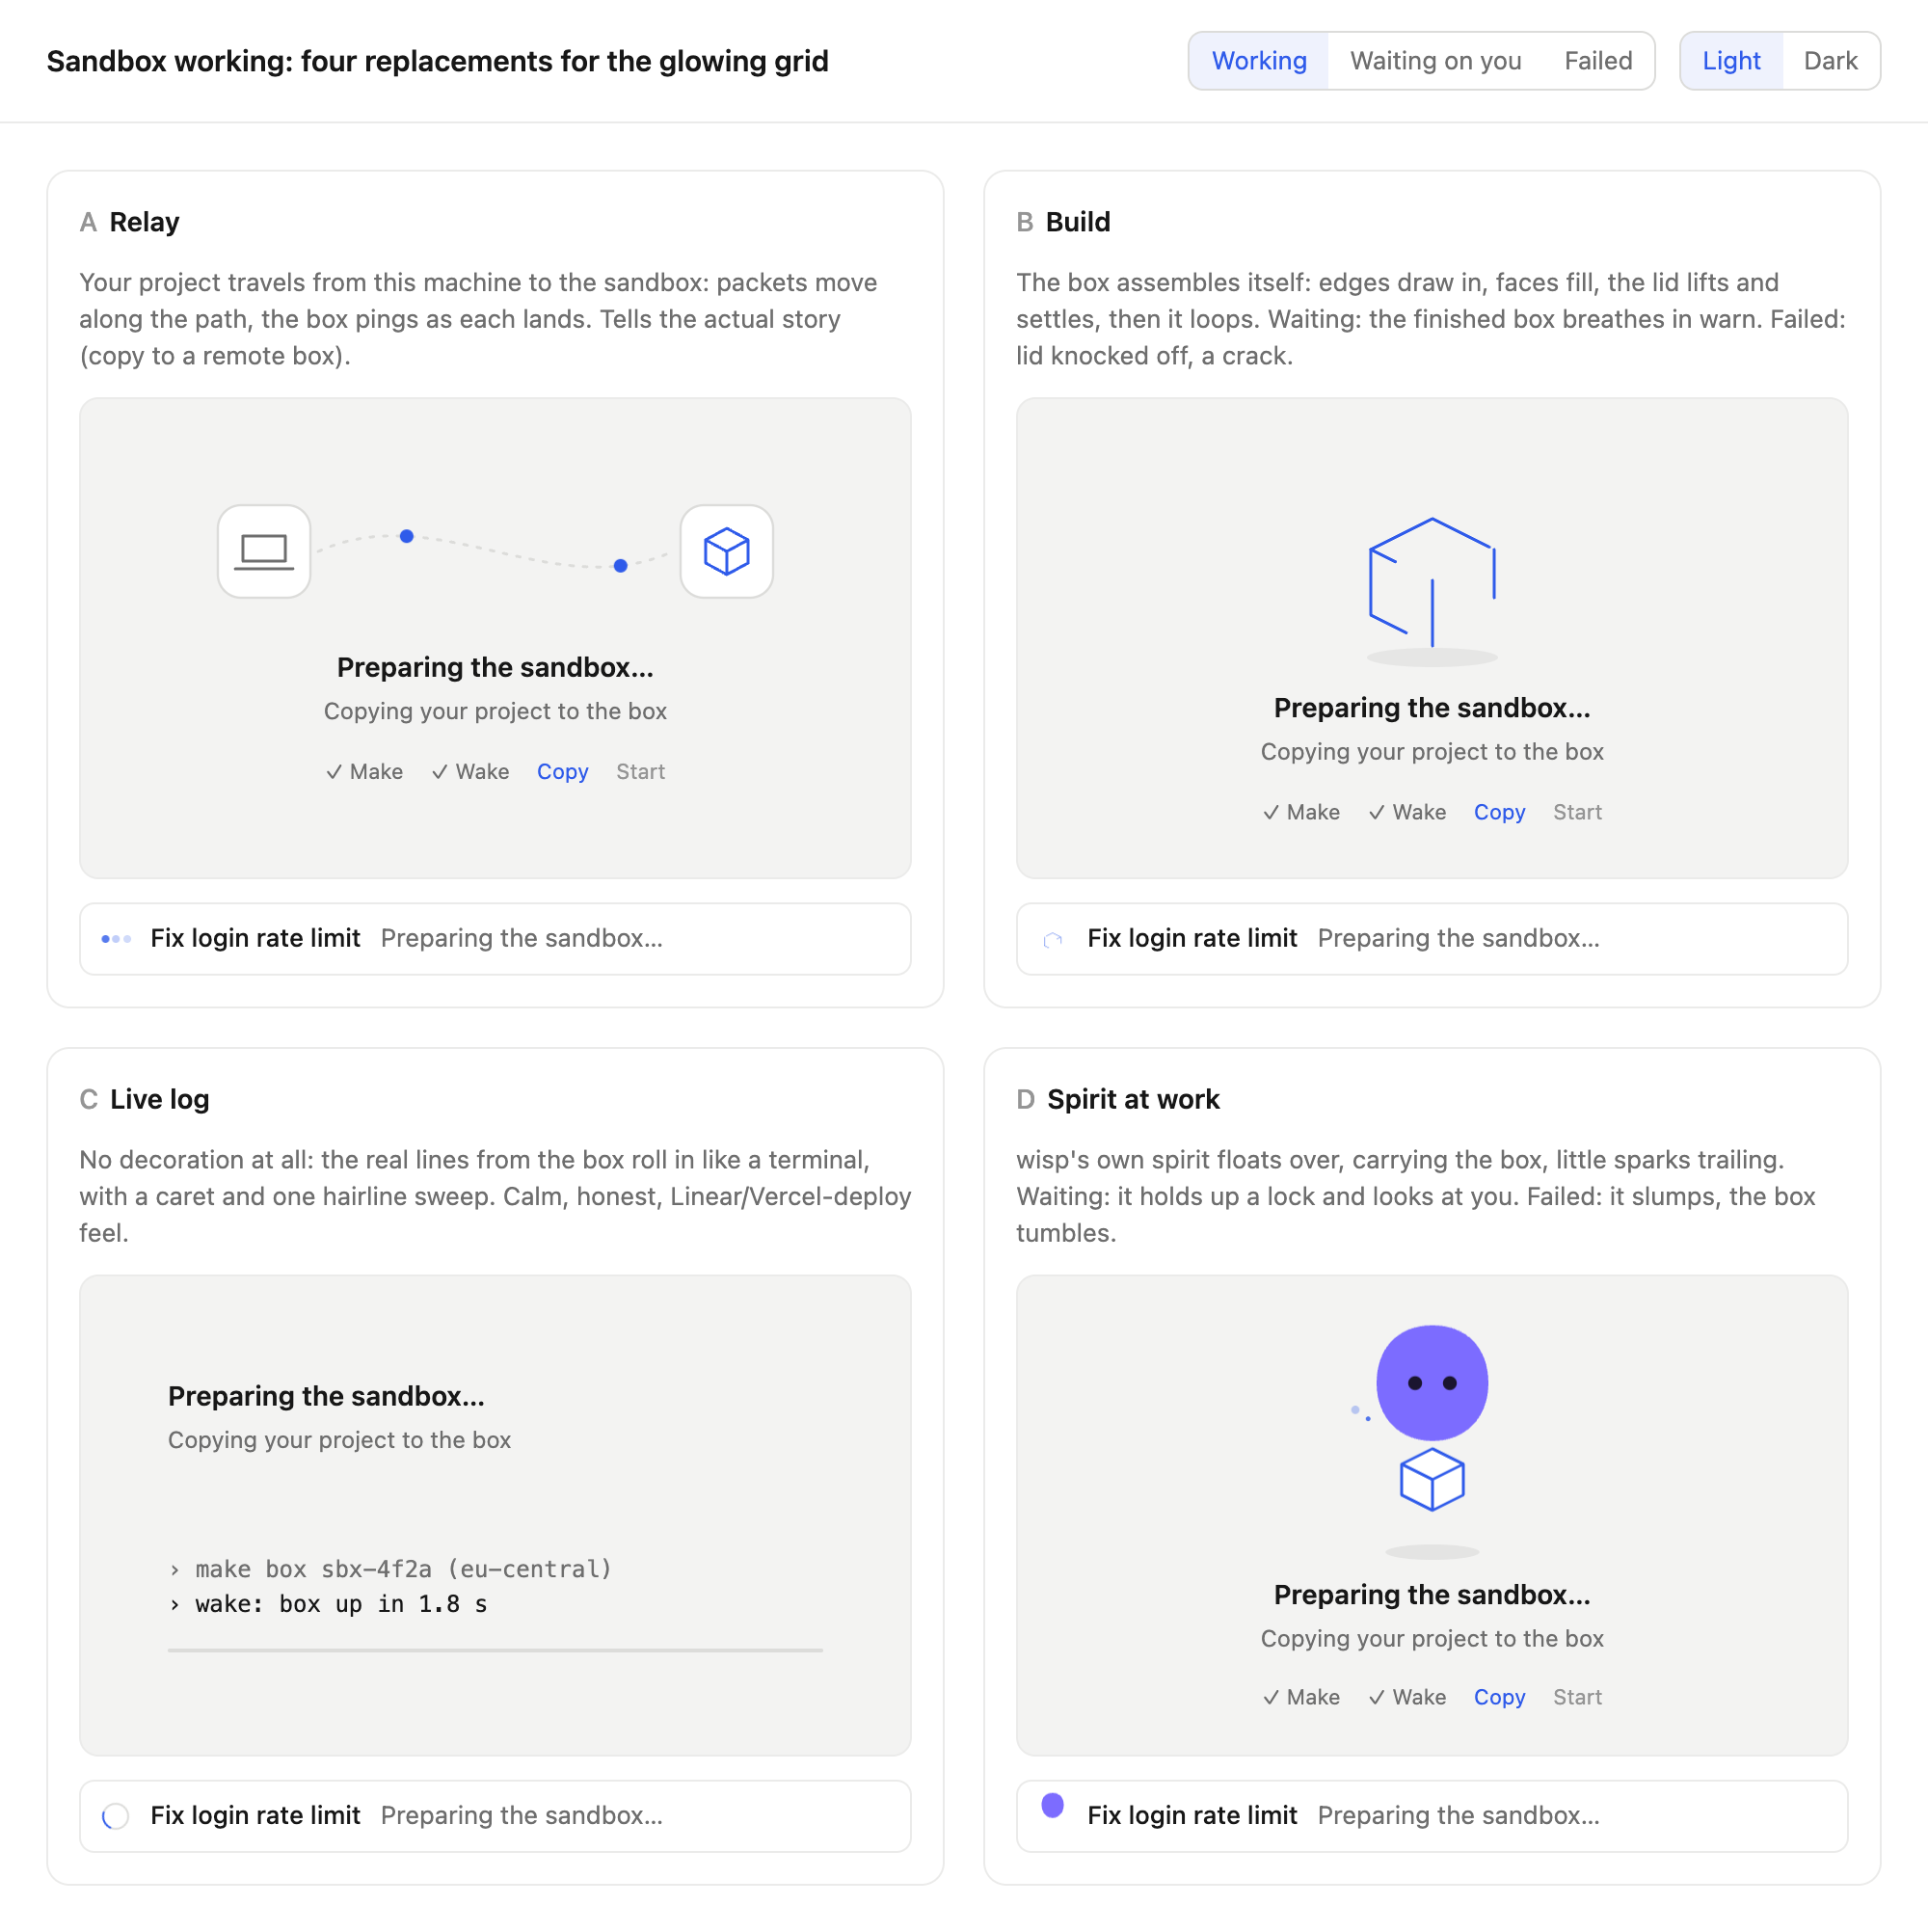 Sandbox working: four replacements for the glowing grid
Working Waiting on you Failed
Light Dark
A Relay
Your project travels from this machine to the sandbox: packets move
along the path, the box pings as each lands. Tells the actual story
(copy to a remote box).
Preparing the sandbox...
Copying your project to the box
✓ Make ✓ Wake Copy Start
Fix login rate limit Preparing the sandbox...
B Build
The box assembles itself: edges draw in, faces fill, the lid lifts and
settles, then it loops. Waiting: the finished box breathes in warn. Failed:
lid knocked off, a crack.
Preparing the sandbox...
Copying your project to the box
✓ Make ✓ Wake Copy Start
Fix login rate limit Preparing the sandbox...
C Live log
No decoration at all: the real lines from the box roll in like a terminal,
with a caret and one hairline sweep. Calm, honest, Linear/Vercel-deploy
feel.
Preparing the sandbox...
Copying your project to the box
› make box sbx-4f2a (eu-central)
› wake: box up in 1.8 s
Fix login rate limit Preparing the sandbox...
D Spirit at work
wisp's own spirit floats over, carrying the box, little sparks trailing.
Waiting: it holds up a lock and looks at you. Failed: it slumps, the box
tumbles.
Preparing the sandbox...
Copying your project to the box
✓ Make ✓ Wake Copy Start
Fix login rate limit Preparing the sandbox...